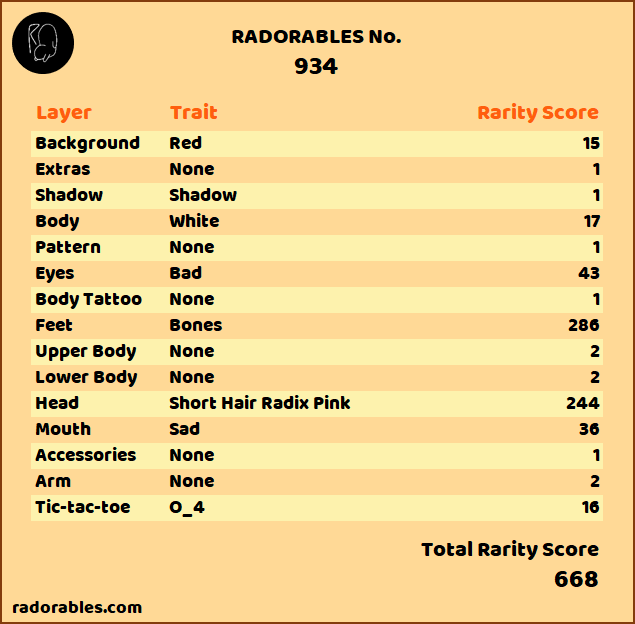 RADORABLES No.
934
Layer Trait Rarity Score
Background Red 15
Extras None 1
Shadow Shadow 1
Body White 17
Pattern None 1
Eyes Bad 43
Body Tattoo None 1
Feet Bones 286
Upper Body None 2
Lower Body None 2
Head Short Hair Radix Pink 244
Mouth Sad 36
Accessories None 1
Arm None 2
Tic-tac-toe O_4 16
Total Rarity Score
668
radorables.com